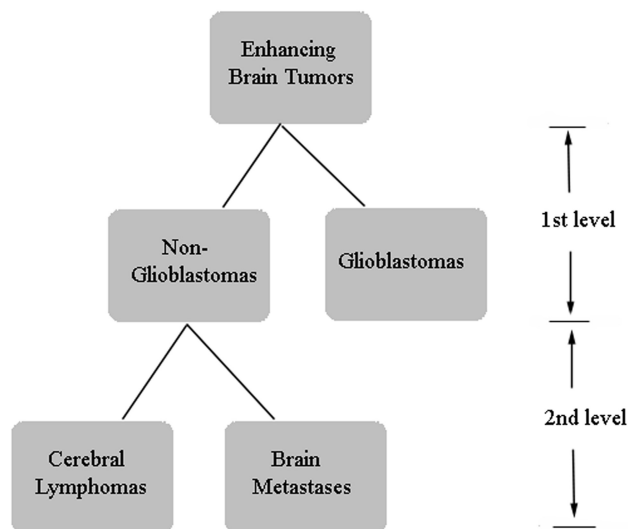 Enhancing
Brain Tumors
Non-
Glioblastomas
Glioblastomas
1st level
Cerebral
Lymphomas
Brain
Metastases
2nd level